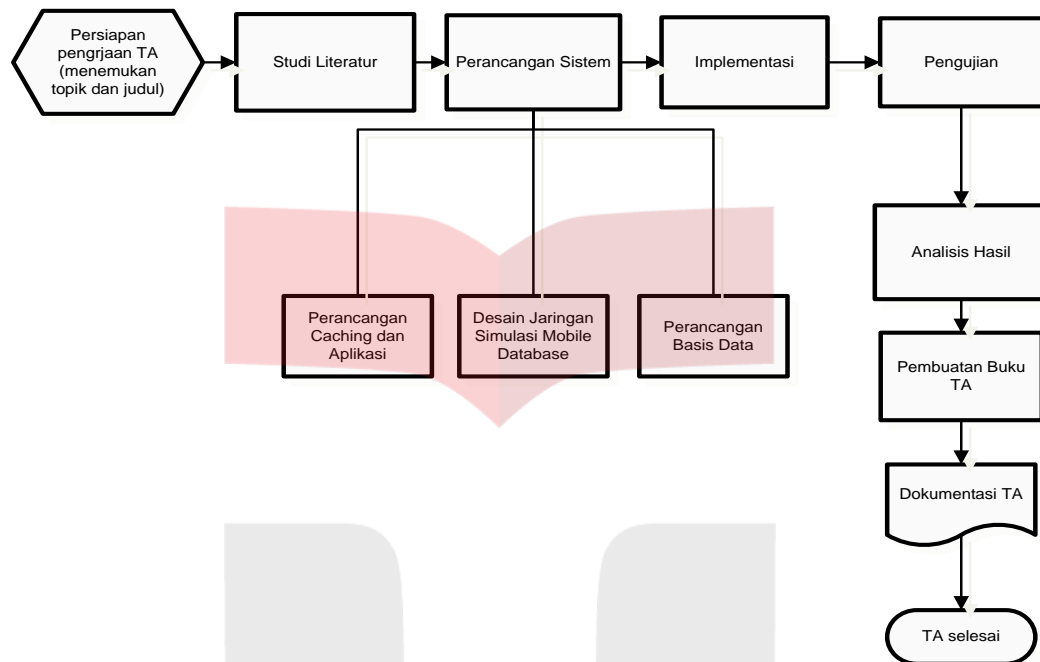 Persiapan
pengrjaan TA
(menemukan
topik dan judul)
Studi Literatur
Perancangan Sistem
Implementasi
Pengujian
Perancangan
Caching dan
Aplikasi
Desain Jaringan
Simulasi Mobile
Database
Perancangan
Basis Data
Analisis Hasil
Pembuatan Buku
TA
Dokumentasi TA
TA selesai